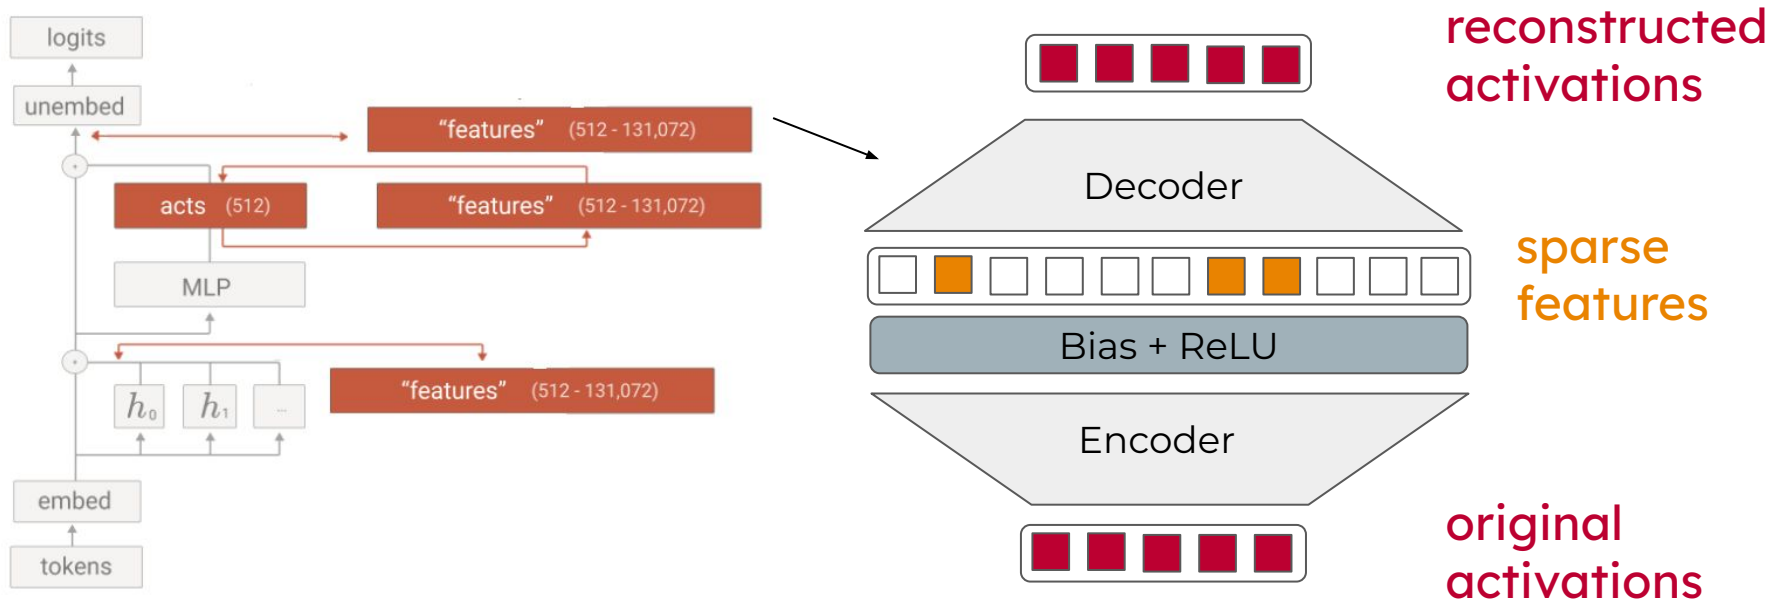 logits
unembed
“features” (512 - 131,072)
acts (512)
“features” (512 - 131,072)
MLP
“features” (512 - 131,072)
h₀
h₁
...
embed
tokens
reconstructed
activations
Decoder
sparse
features
Bias + ReLU
Encoder
original
activations